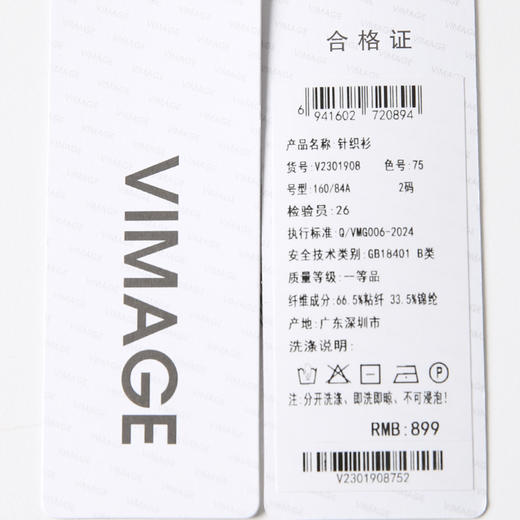 VIMAGE
合格证
6 941602 720894
产品名称:针织衫
货号:V2301908 色号:75
号型:160/84A 2码
检验员:26
执行标准:Q/VMG006-2024
安全技术类别:GB18401 B类
质量等级:一等品
纤维成分:66.5%粘纤 33.5%锦纶
产地:广东深圳市
洗涤说明:
P
注:分开洗涤、即洗即晾、不可浸泡!
RMB:899
V2301908752